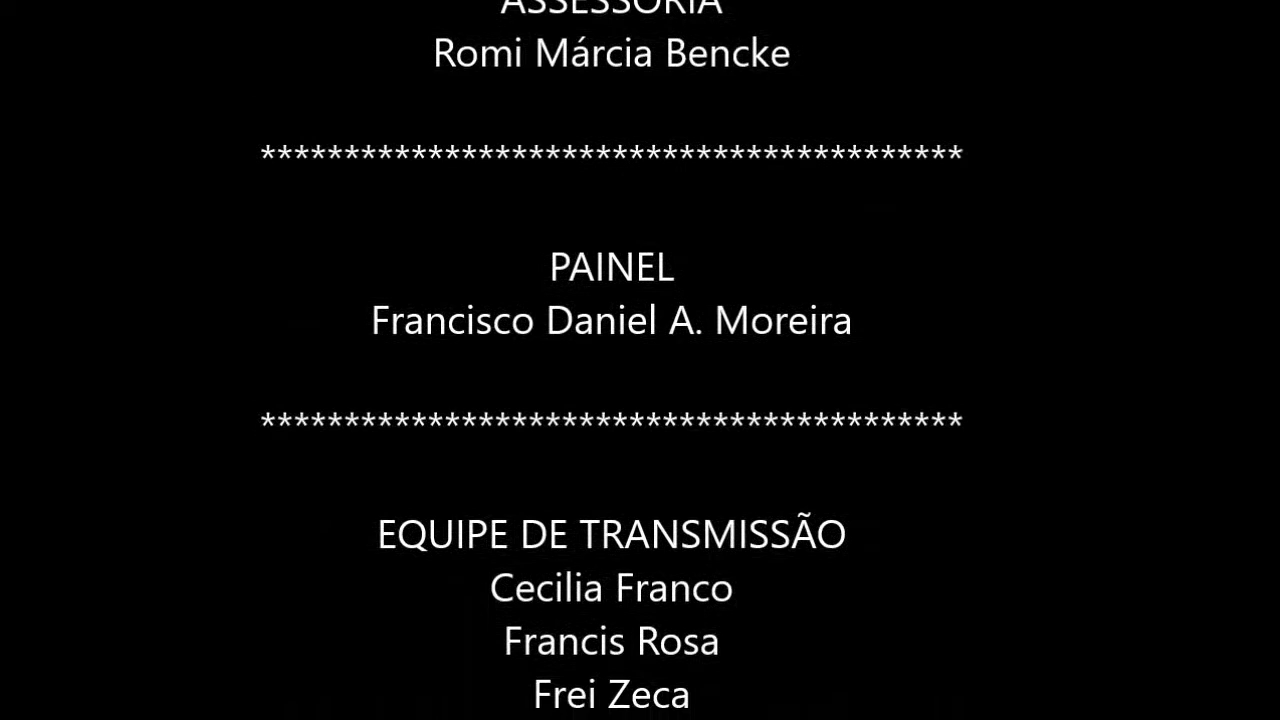 ASSESSORIA
Romi Márcia Bencke
******************************************
PAINEL
Francisco Daniel A. Moreira
******************************************
EQUIPE DE TRANSMISSÃO
Cecilia Franco
Francis Rosa
Frei Zeca